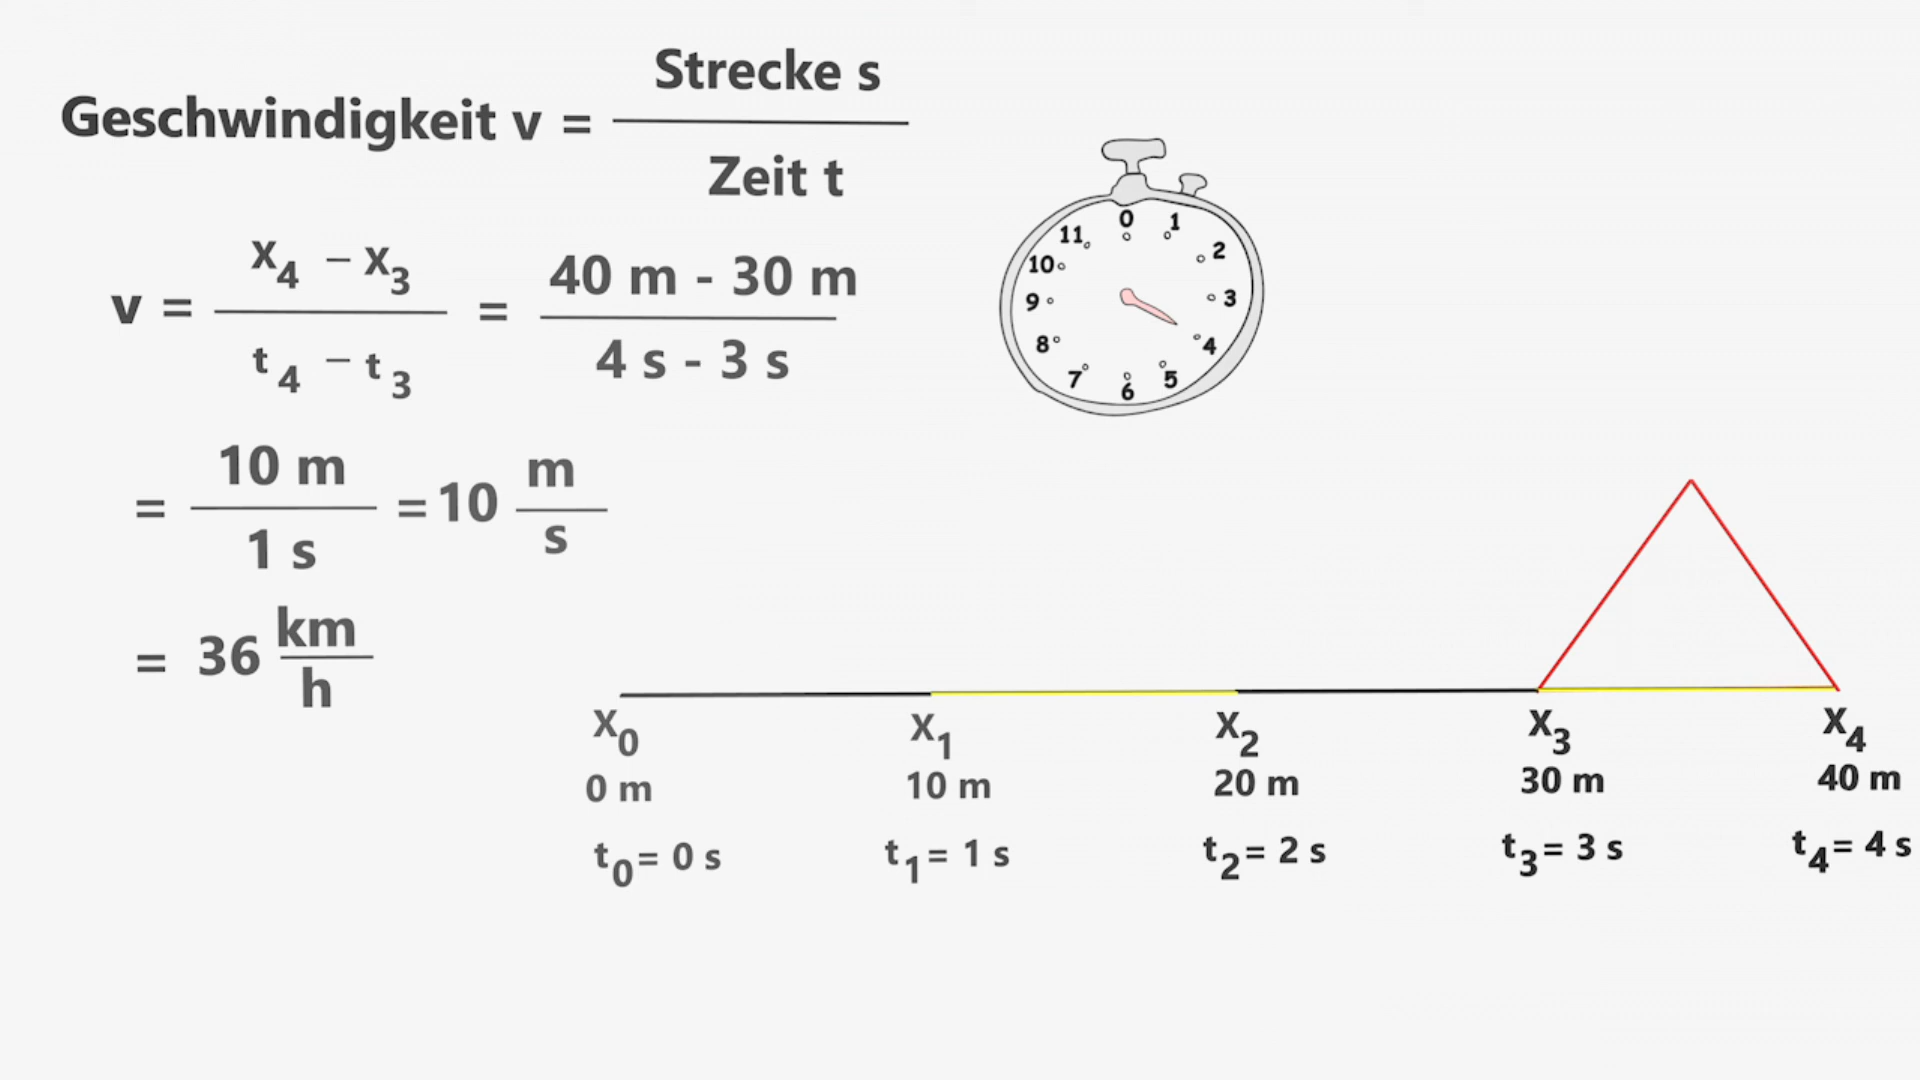 Strecke s
Geschwindigkeit v =
Zeit t
x4 – x3
v = =
t4 – t3
40 m - 30 m
4 s - 3 s
0
1
2
3
4
5
6
7
8
9
10
11
= 10 m = 10 m
1 s s
= 36 km
h
x0 x1 x2 x3 x4
0 m 10 m 20 m 30 m 40 m
t0 = 0 s t1 = 1 s t2 = 2 s t3 = 3 s t4 = 4 s